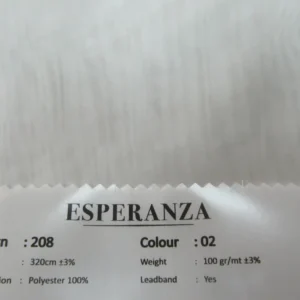 ESPERANZA
n : 208 Colour : 02
: 320cm ±3% Weight : 100 gr/mt ±3%
ion : Polyester 100% Leadband : Yes